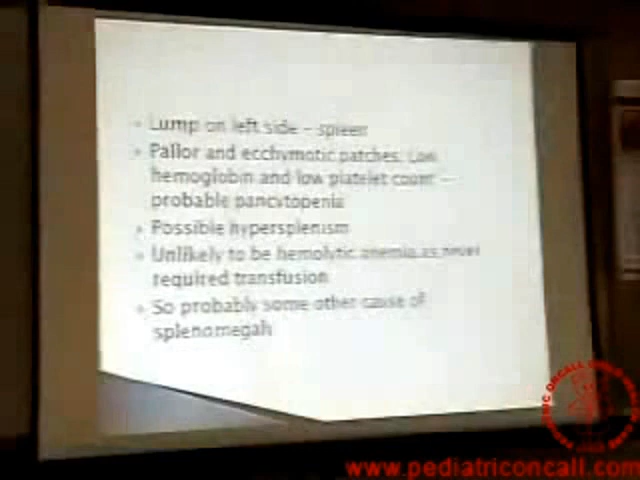 Lump on left side – spleen
Pallor and ecchymotic patches. Low
hemoglobin and low platelet count –
probable pancytopenia
Possible hypersplenism
Unlikely to be hemolytic anemia as never
required transfusion
So probably some other cause of
splenomegaly
www.pediatriconcall.com